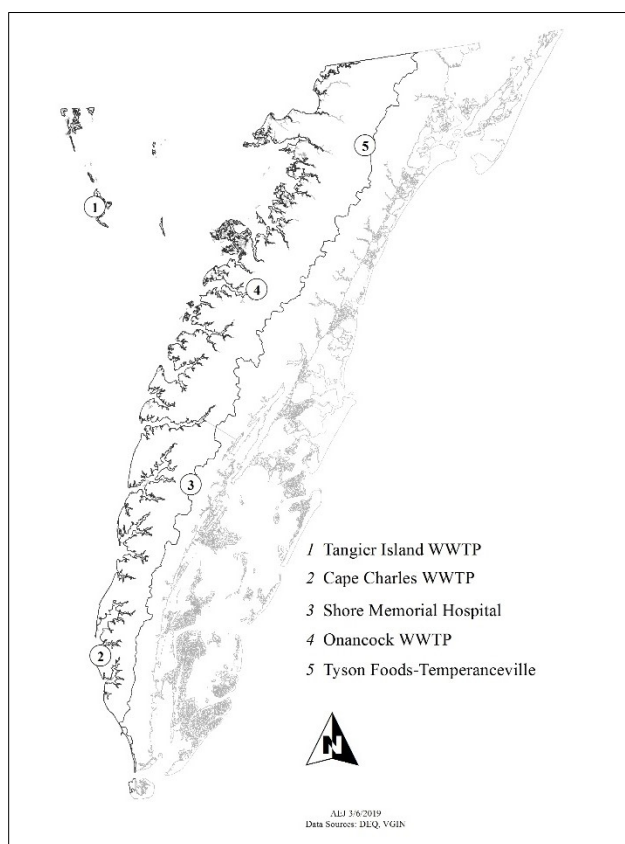 5
1
4
3
2
1 Tangier Island WWTP
2 Cape Charles WWTP
3 Shore Memorial Hospital
4 Onancock WWTP
5 Tyson Foods-Temperanceville
N
AEJ 3/6/2019
Data Sources: DEQ, VGIN